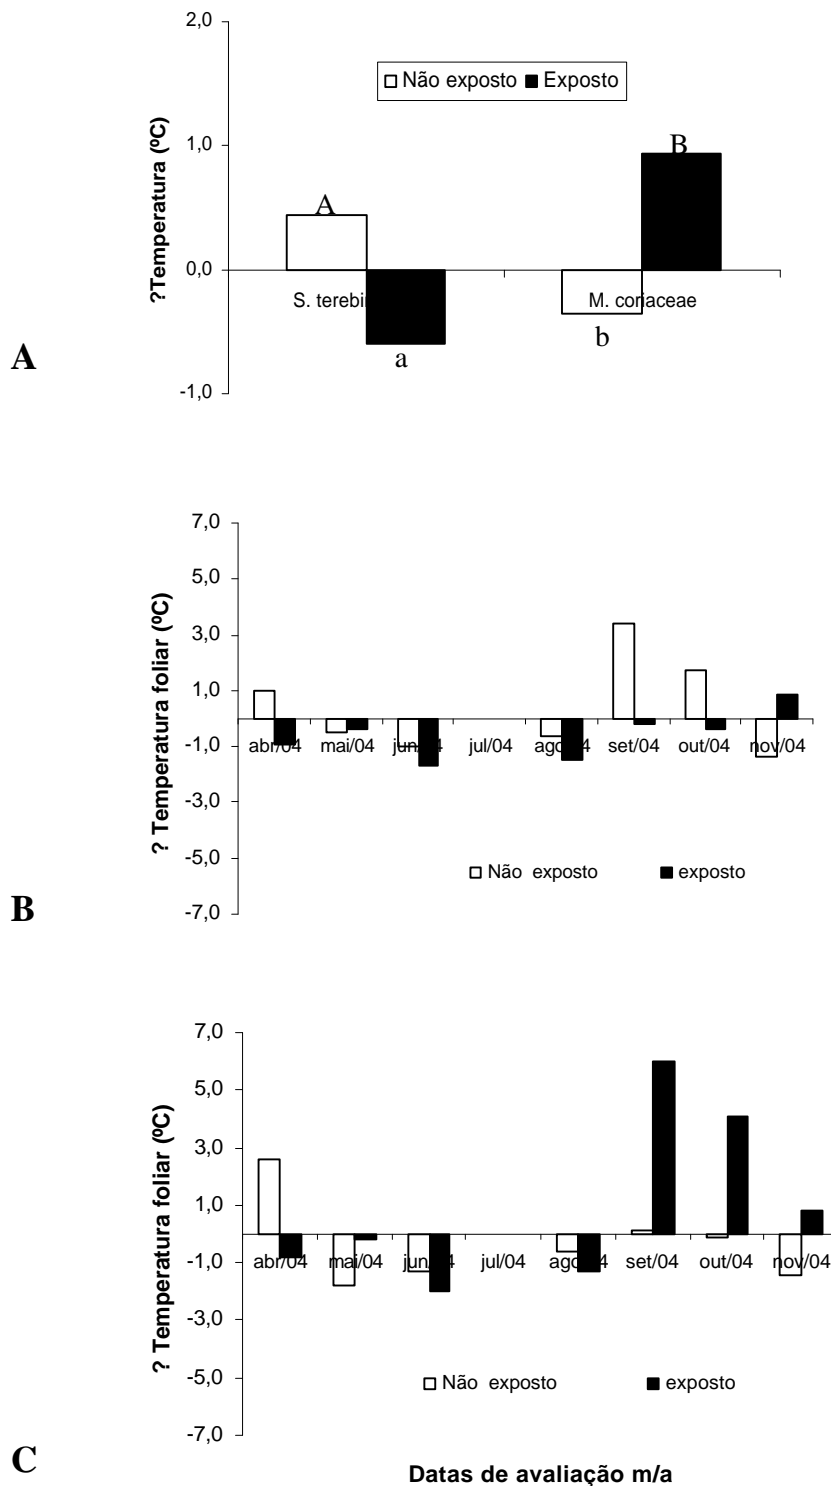 2,0
Não exposto Exposto
1,0
A
B
?Temperatura (ºC)
0,0
S. M. coriaceae
b
a
-1,0
A
7,0
5,0
3,0
1,0
? Temperatura foliar (ºC)
abr/04 mai/04 jul/04 set/04 out/04 nov/04
-1,0
-3,0
-5,0
Não exposto exposto
-7,0
B
7,0
5,0
3,0
1,0
? Temperatura foliar (ºC)
abr/04 mai/04 jul/04 set/04 out/04 nov/04
-1,0
-3,0
-5,0
Não exposto exposto
-7,0
C
Datas de avaliação m/a